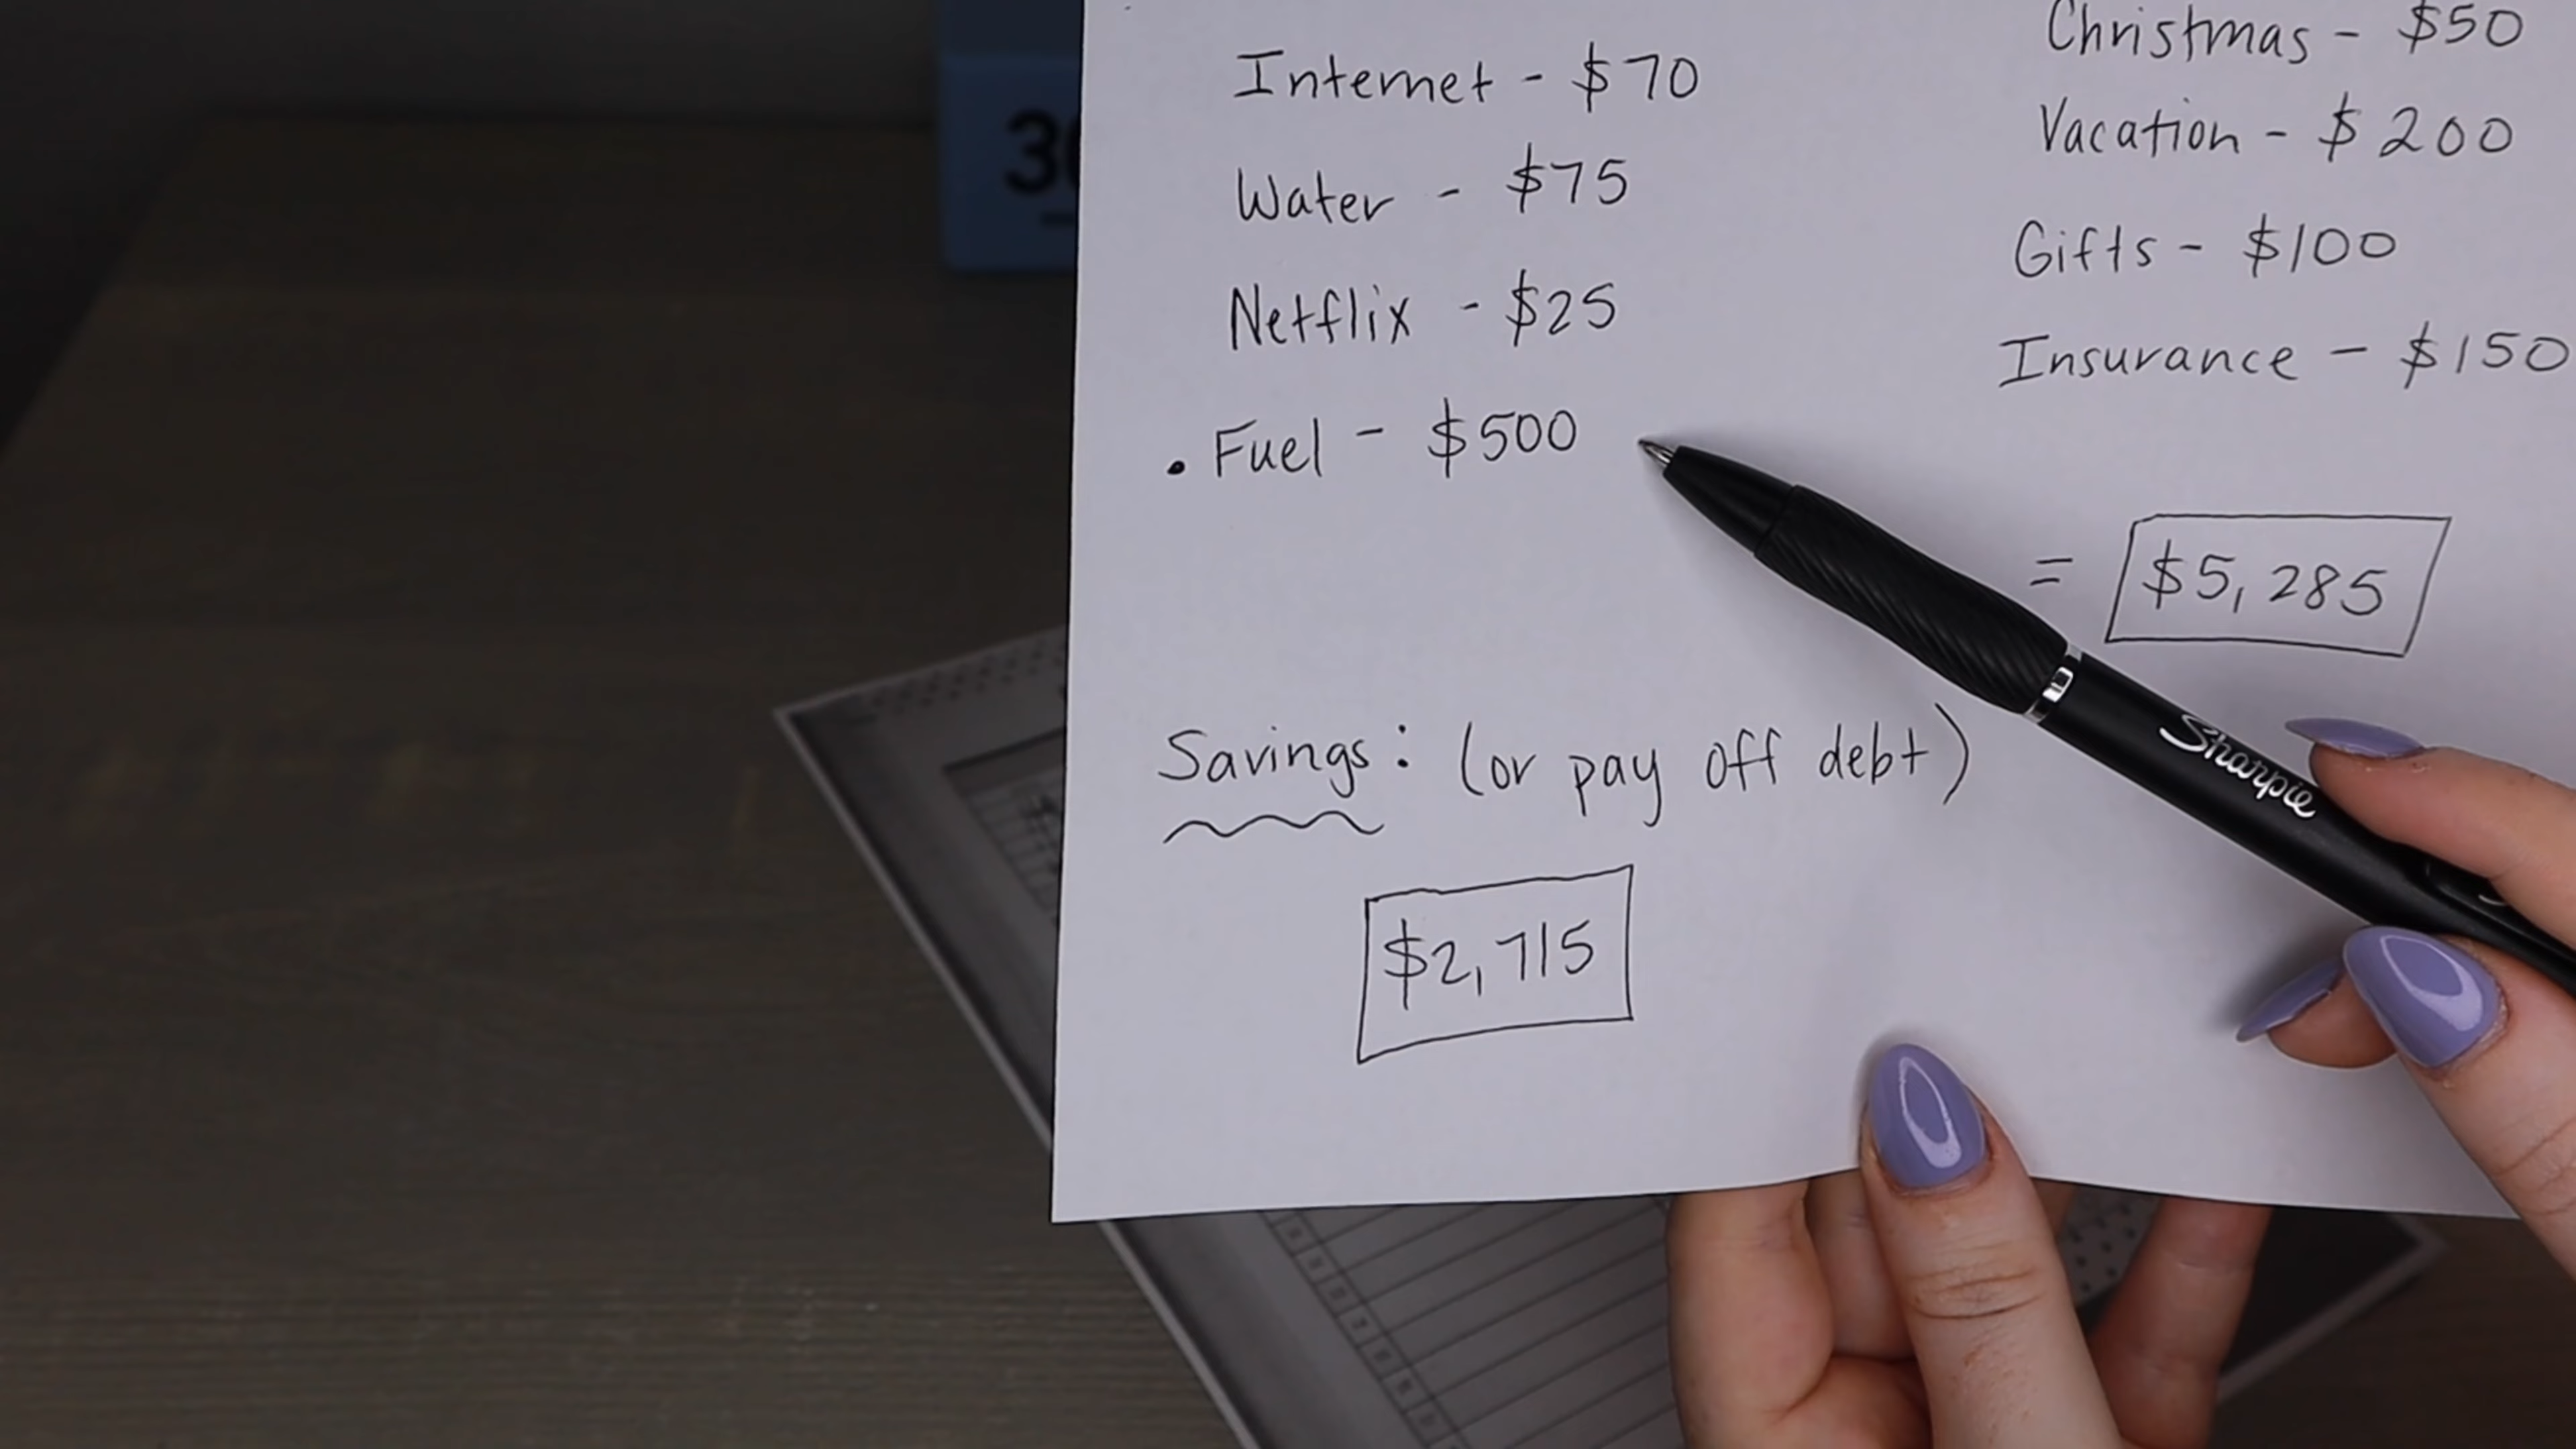 Internet - $70
Water - $75
Netflix - $25
. Fuel - $500
Christmas - $50
Vacation - $200
Gifts - $100
Insurance - $150
= $5,285
Savings: (or pay off debt)
$2,715
Sharpie